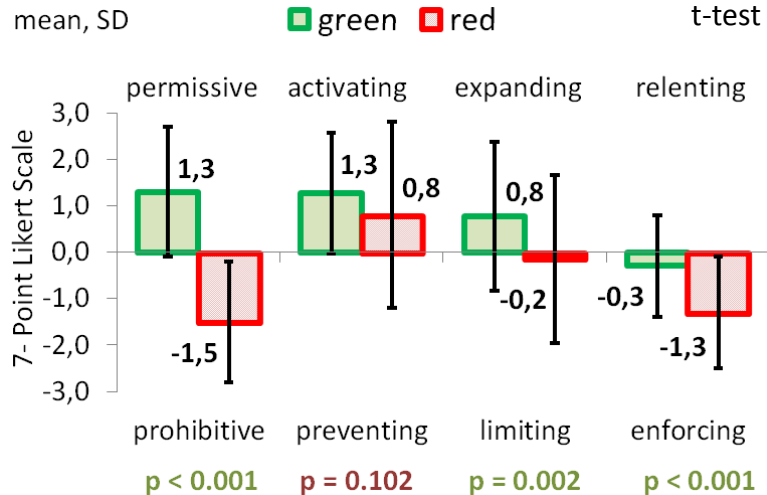 mean, SD
green red
t-test
permissive activating expanding relenting
7- Point Likert Scale
3,0
2,0
1,0
0,0
-1,0
-2,0
-3,0
1,3
-1,5
1,3
0,8
0,8
-0,2
-0,3
-1,3
prohibitive preventing limiting enforcing
p < 0.001 p = 0.102 p = 0.002 p < 0.001